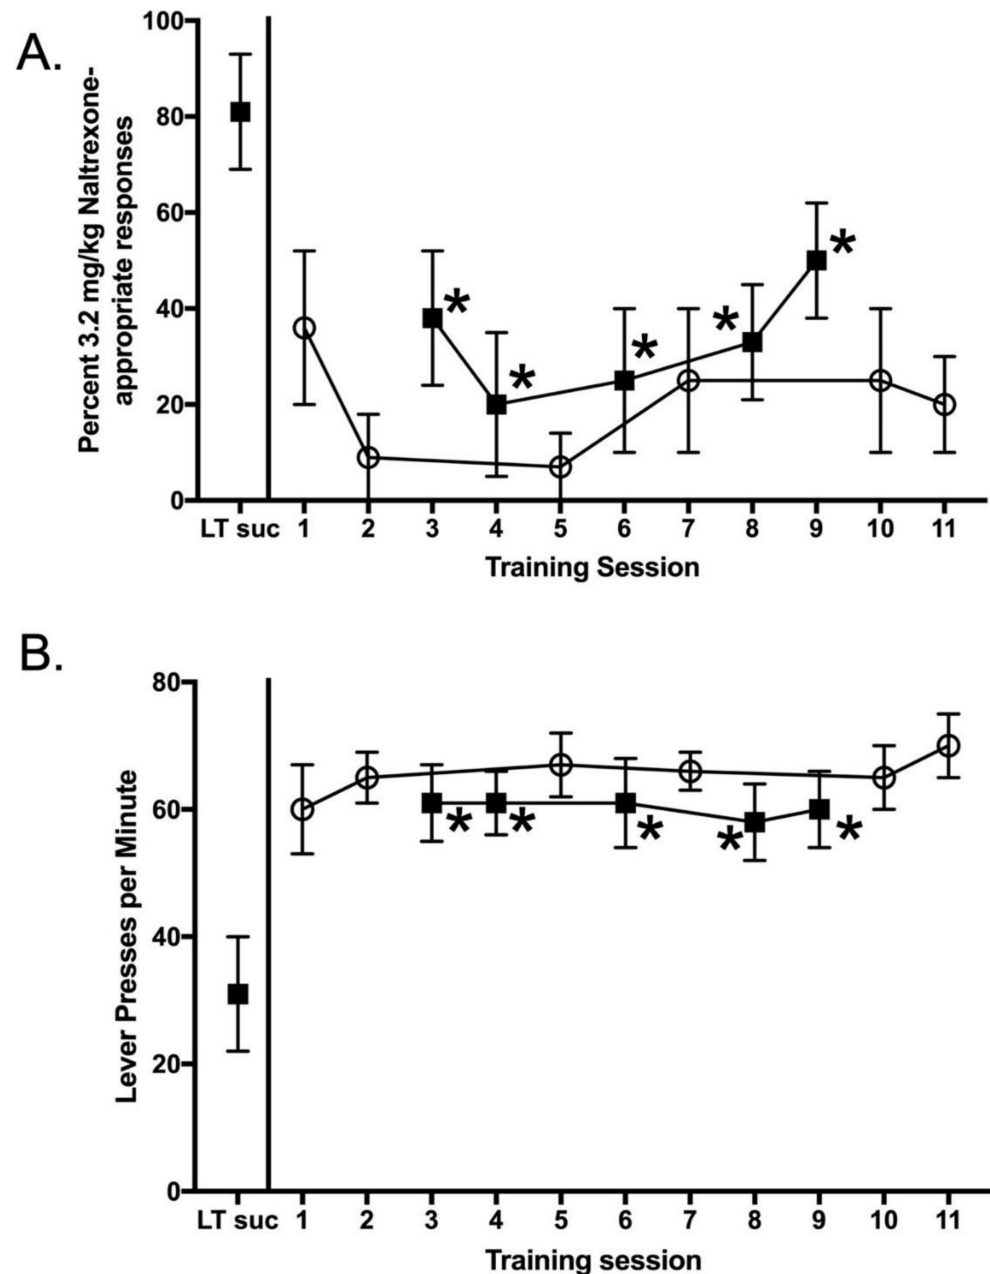 A.
Percent 3.2 mg/kg Naltrexone-
appropriate responses
100
80
60
40
20
0
* * * * *
LT suc 1 2 3 4 5 6 7 8 9 10 11
Training Session
B.
Lever Presses per Minute
80
60
40
20
0
* * * * *
LT suc 1 2 3 4 5 6 7 8 9 10 11
Training session